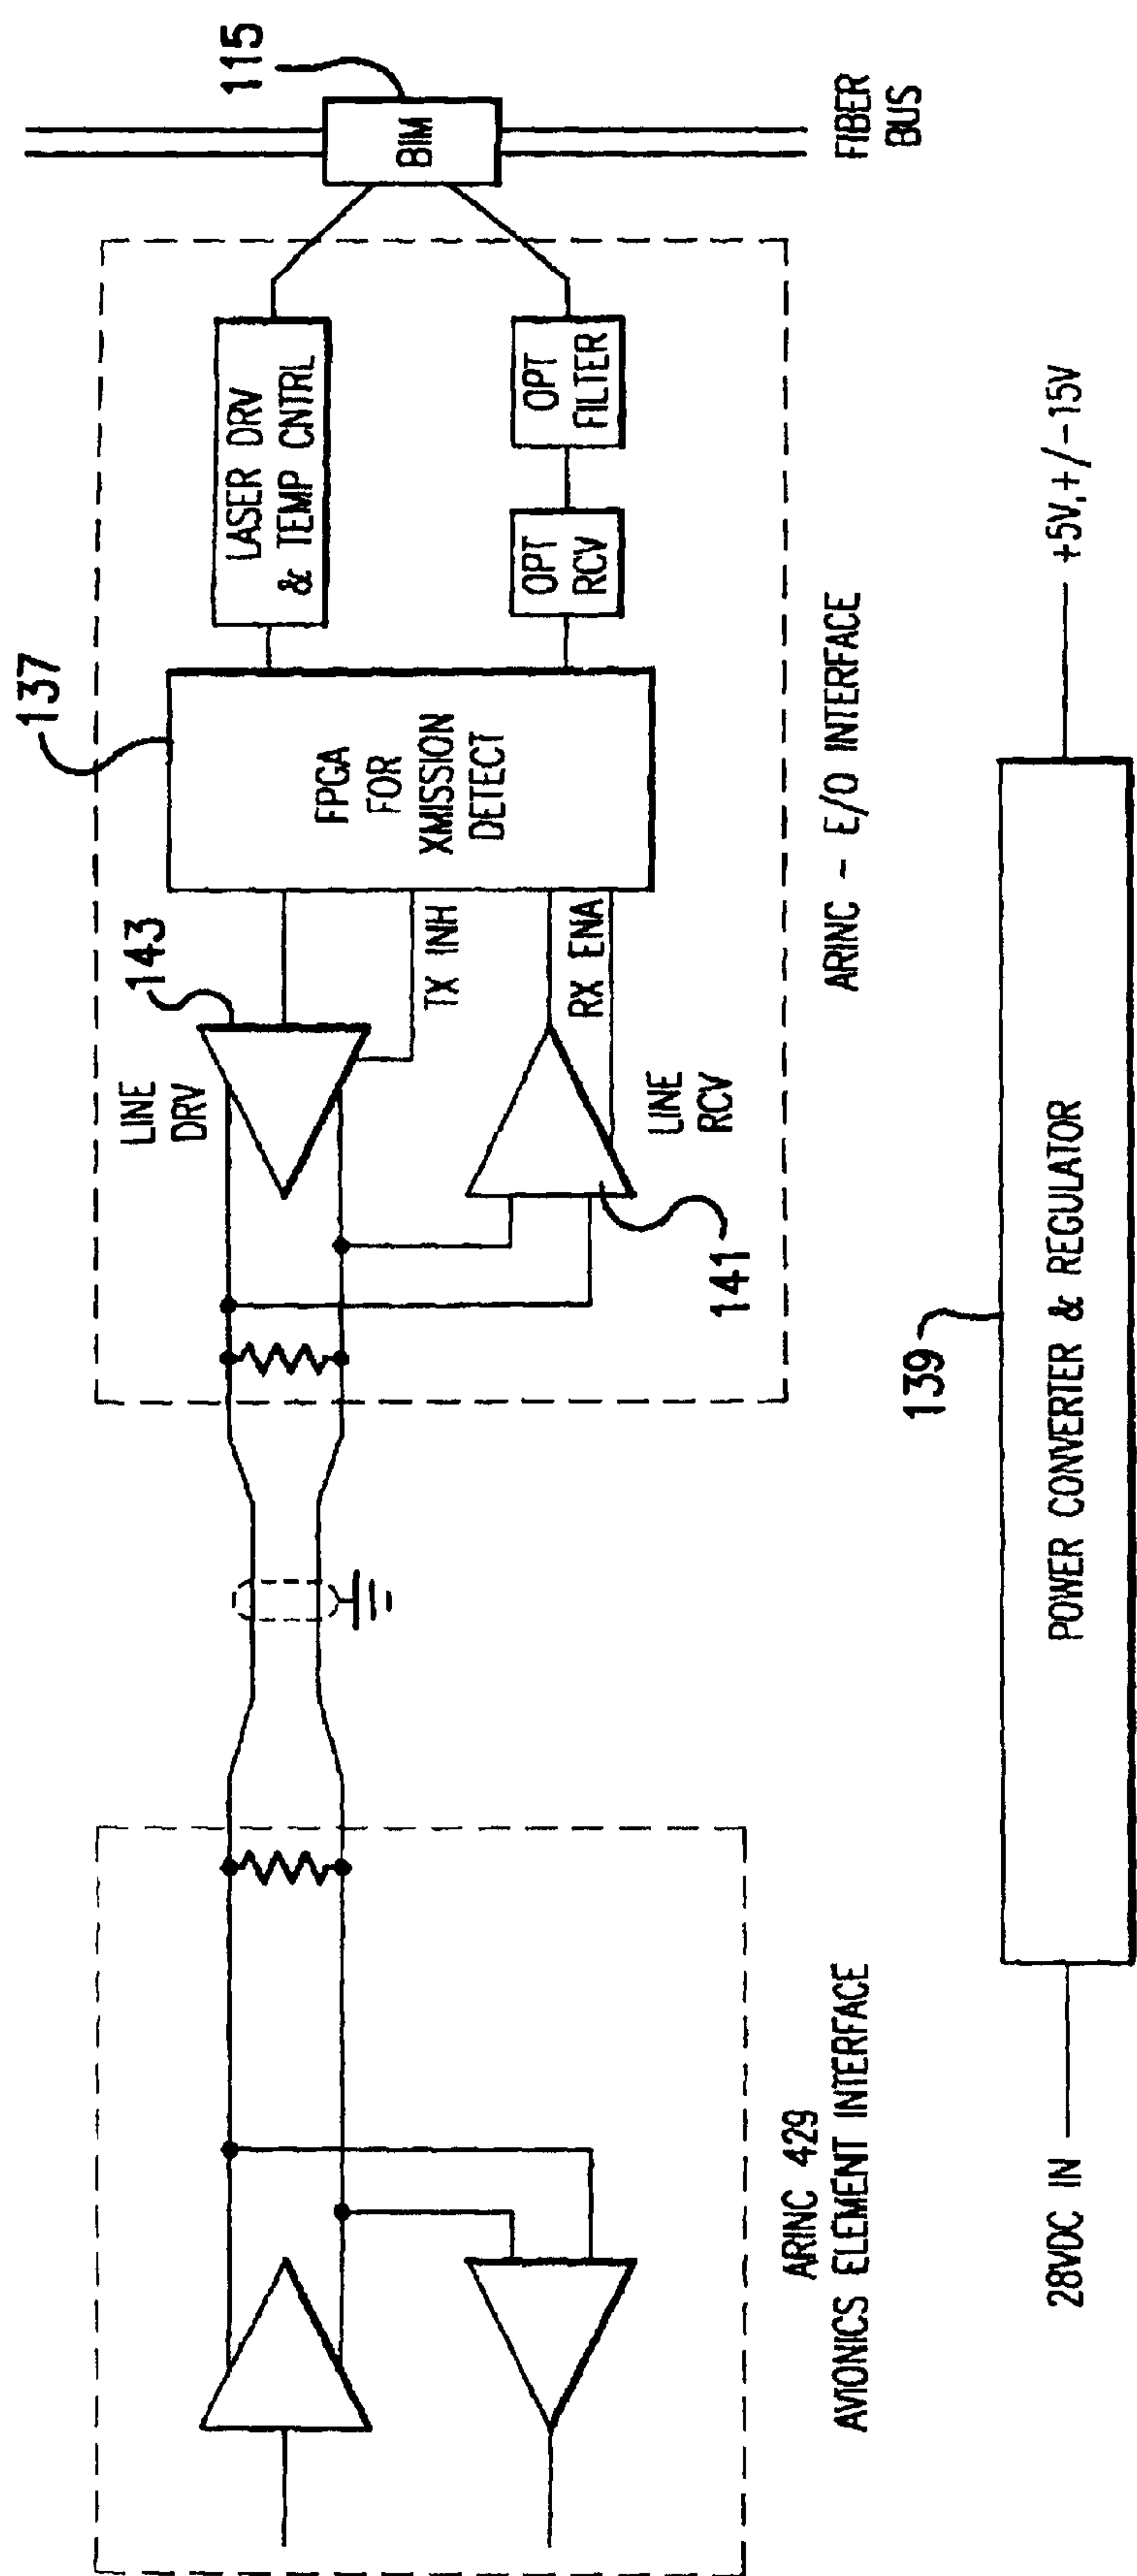 ARINC 429
AVIONICS ELEMENT INTERFACE
LINE
DRV
143
TX INH
RX ENA
LINE
RCV
141
137
FPGA
FOR
XMISSION
DETECT
LASER DRV
& TEMP CNTRL
OPT
RCV
OPT
FILTER
ARINC - E/O INTERFACE
115
BIM
FIBER
BUS
28VDC IN
139
POWER CONVERTER & REGULATOR
+5V,+/-15V